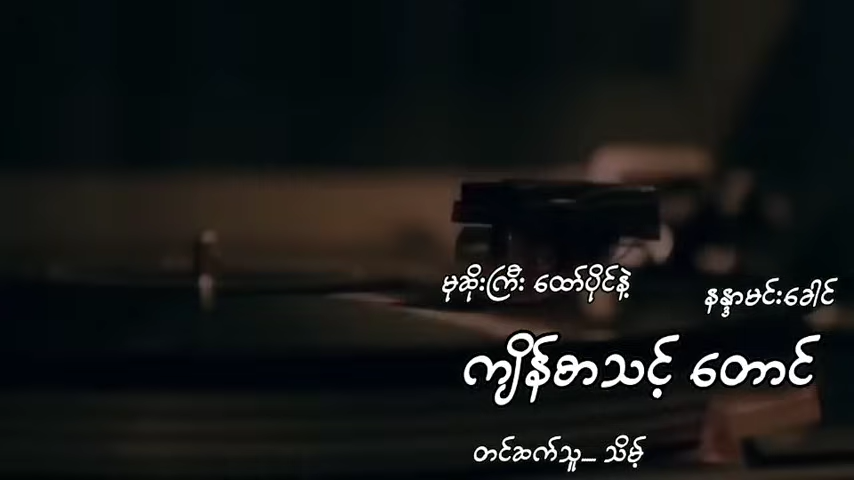 မုဆိုးကြီး ထော်ပိုင်နဲ့
နန္ဒာမင်းခေါင်
ကျိန်စာသင့် တောင်
တင်ဆက်သူ_ သိမ့်